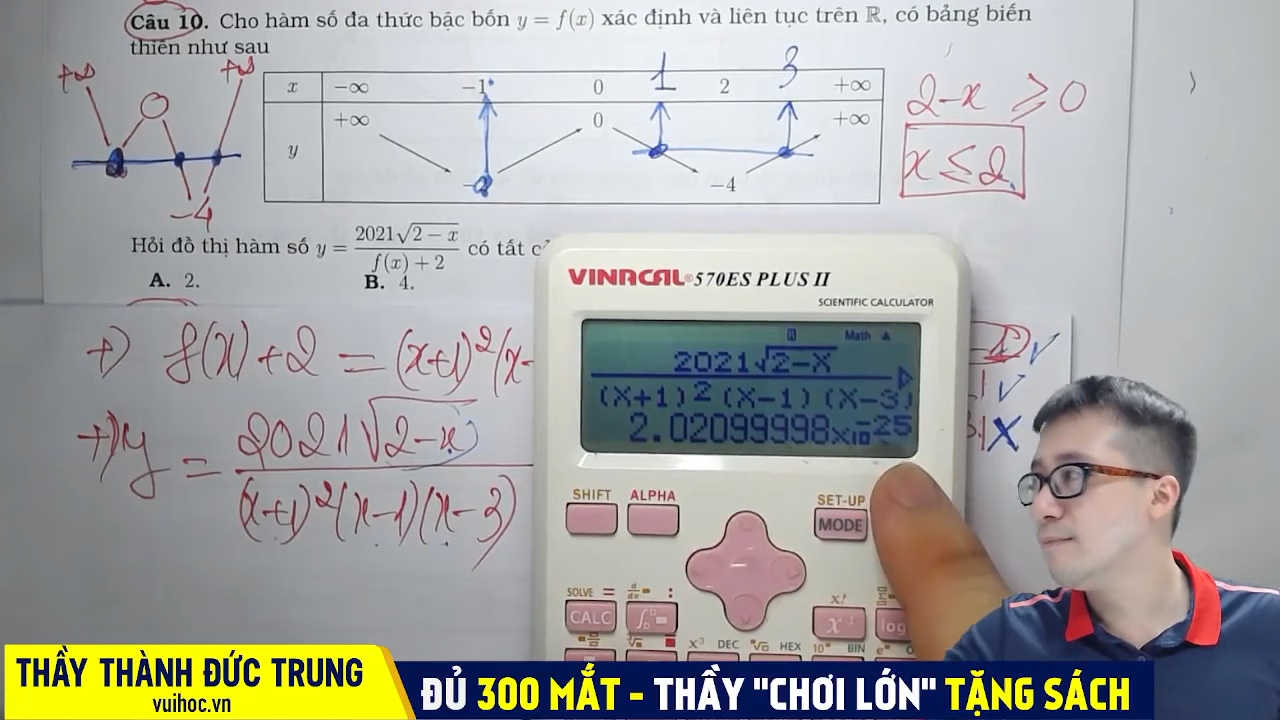 Câu 10. Cho hàm số đa thức bậc bốn y = f(x) xác định và liên tục trên ℝ, có bảng biến
thiên như sau
+∞ +∞
-4
x −∞ −1 0 1 2 3 +∞
+∞ 0 +∞
y
−2 −4
2-x ≥ 0
x ≤ 2
Hỏi đồ thị hàm số y = 2021√(2 − x) / (f(x) + 2) có tất
A. 2. B. 4.
+) f(x)+2 = (x+1)²(x-
+) y = 2021√(2-x) / ((x+1)²(x-1)(x-3))
VINACAL® 570ES PLUS II
SCIENTIFIC CALCULATOR
Math
2021√(2-X)
(X+1)²(X-1)(X-3)
2.02099998x10⁻²⁵
SHIFT ALPHA SET-UP
MODE
SOLVE = d/dx :
CALC ∫ x!
log
X³ DEC HEX 10 BIN e
THẦY THÀNH ĐỨC TRUNG
vuihoc.vn
ĐỦ 300 MẮT - THẦY "CHƠI LỚN" TẶNG SÁCH